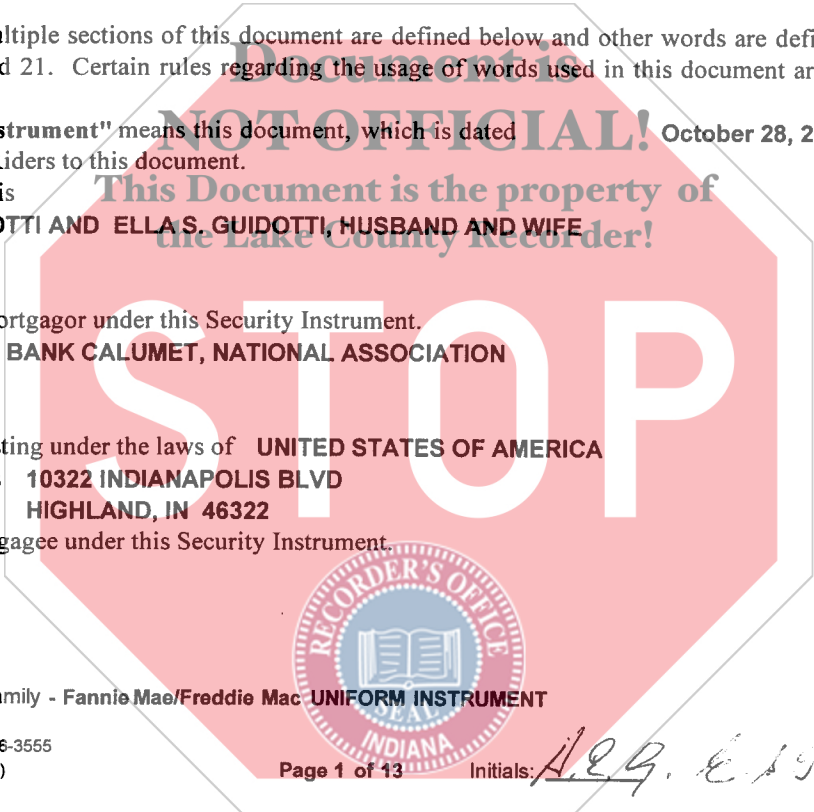 ltiple sections of this document are defined below and other words are defi
d 21. Certain rules regarding the usage of words used in this document ar
Document is
NOT OFFICIAL!
strument" means this document, which is dated October 28, 2
iders to this document.
is
This Document is the property of
OTTI AND ELLA S. GUIDOTTI, HUSBAND AND WIFE
the Lake County Recorder!
ortgagor under this Security Instrument.
BANK CALUMET, NATIONAL ASSOCIATION
STOP
ting under the laws of UNITED STATES OF AMERICA
10322 INDIANAPOLIS BLVD
HIGHLAND, IN 46322
gagee under this Security Instrument.
RECORDER'S OFFICE
SEAL
INDIANA
amily - Fannie Mae/Freddie Mac UNIFORM INSTRUMENT
6-3555
)
Page 1 of 13 Initials: H.E.G. E S G